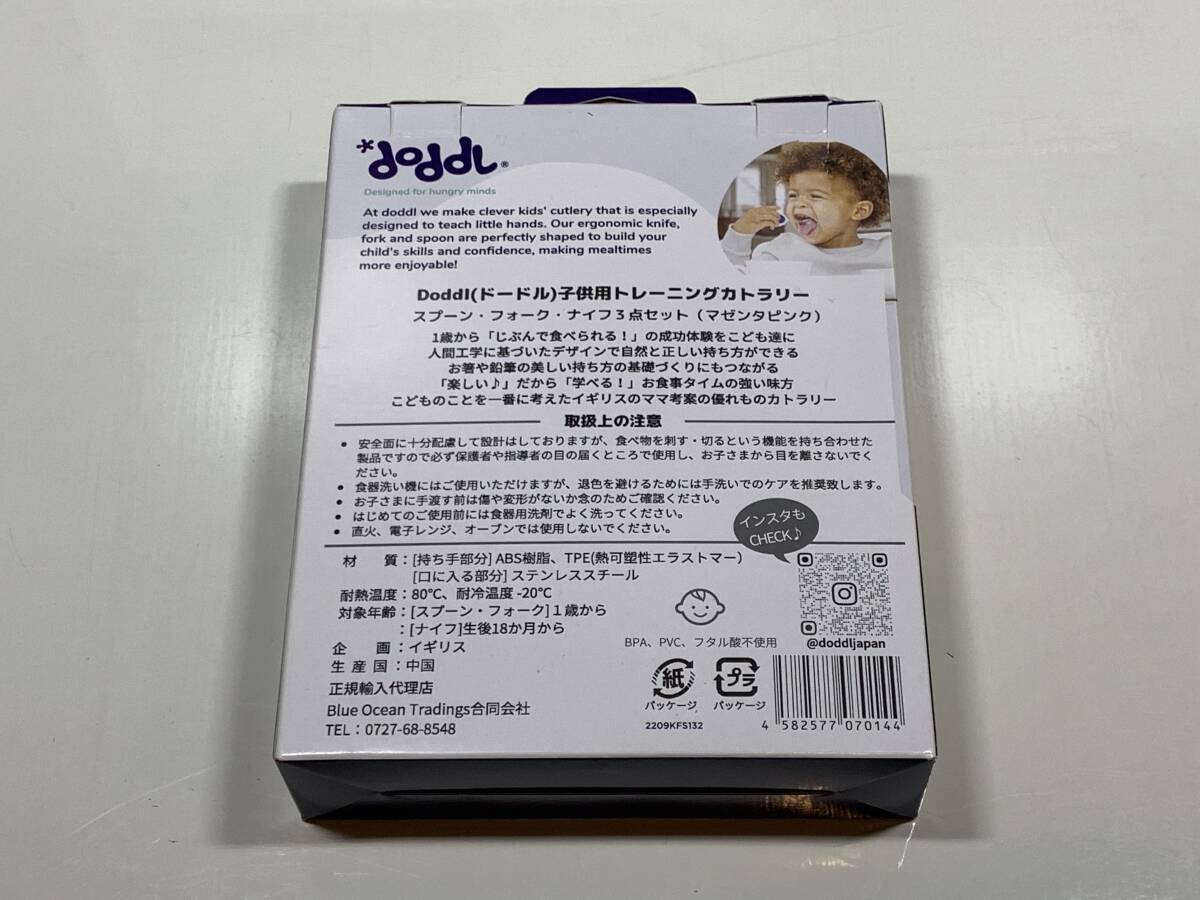 *doddl®
Designed for hungry minds
At doddl we make clever kids' cutlery that is especially
designed to teach little hands. Our ergonomic knife,
fork and spoon are perfectly shaped to build your
child's skills and confidence, making mealtimes
more enjoyable!
Doddl(ドードル)子供用トレーニングカトラリー
スプーン・フォーク・ナイフ3点セット（マゼンタピンク）
1歳から「じぶんで食べられる！」の成功体験をこども達に
人間工学に基づいたデザインで自然と正しい持ち方ができる
お箸や鉛筆の美しい持ち方の基礎づくりにもつながる
「楽しい♪」だから「学べる！」お食事タイムの強い味方
こどものことを一番に考えたイギリスのママ考案の優れものカトラリー
取扱上の注意
• 安全面に十分配慮して設計はしておりますが、食べ物を刺す・切るという機能を持ち合わせた
製品ですので必ず保護者や指導者の目の届くところで使用し、お子さまから目を離さないでく
ださい。
• 食器洗い機にはご使用いただけますが、退色を避けるためには手洗いでのケアを推奨致します。
• お子さまに手渡す前は傷や変形がないか念のためご確認ください。
• はじめてのご使用前には食器用洗剤でよく洗ってください。
• 直火、電子レンジ、オーブンでは使用しないでください。
インスタも
CHECK♪
材　質：[持ち手部分] ABS樹脂、TPE(熱可塑性エラストマー）
[口に入る部分] ステンレススチール
耐熱温度：80℃、耐冷温度 -20℃
対象年齢：[スプーン・フォーク] 1歳から
：[ナイフ]生後18か月から
企　画：イギリス
生産国：中国
正規輸入代理店
Blue Ocean Tradings合同会社
TEL：0727-68-8548
BPA、PVC、フタル酸不使用
@doddljapan
紙
パッケージ
プラ
パッケージ
2209KFS132
4 582577 070144